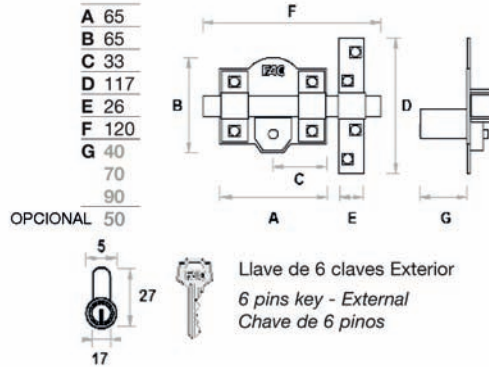 A 65
B 65
C 33
D 117
E 26
F 120
G 40
70
90
OPCIONAL 50
F
FAC
B
D
C
A
E
G
5
27
17
Llave de 6 claves Exterior
6 pins key - External
Chave de 6 pinos